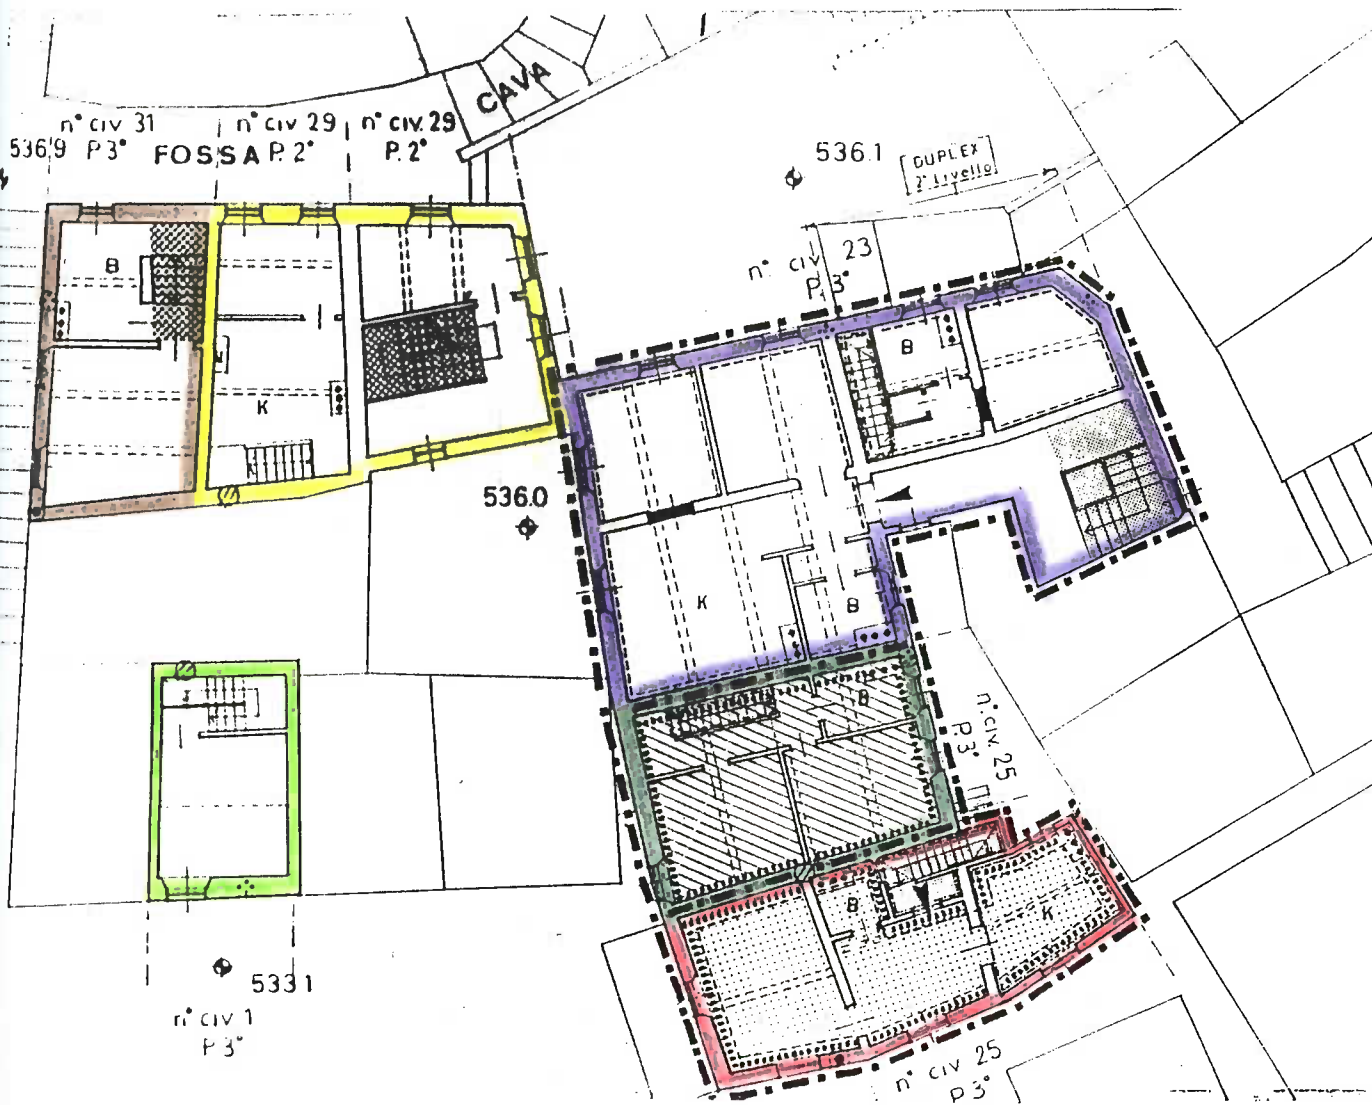 CAVA
n° civ 31
P 3°
n° civ 29
P. 2°
n° civ. 29
P. 2°
536.9
FOSSA
536.1
DUPLEX
2° Livello
n° civ 23
P. 3°
B
K
B
536.0
K
B
B
n. civ. 25
P.3°
B
K
533.1
n° civ 1
P 3°
n° civ 25
P 3°